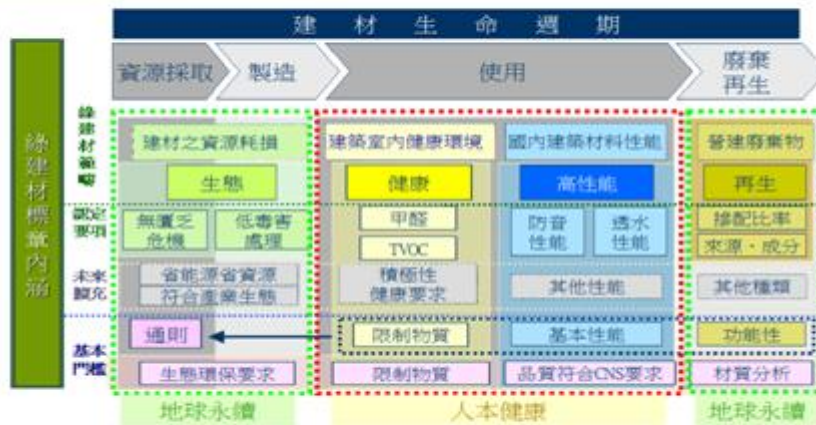 建材生命週期
資源採取
製造
使用
廢棄
再生
綠建材標章內涵
綠建材範疇
建材之資源耗損
建築室內健康環境
國內建築材料性能
營建廢棄物
生態
健康
高性能
再生
認定
要項
無匱乏
危機
低毒害
處理
甲醛
TVOC
防音
性能
透水
性能
摻配比率
來源、成分
未來
擴充
省能源省資源
符合產業生態
積極性
健康要求
其他性能
其他種類
基本
門檻
通則
限制物質
基本性能
功能性
生態環保要求
限制物質
品質符合CNS要求
材質分析
地球永續
人本健康
地球永續